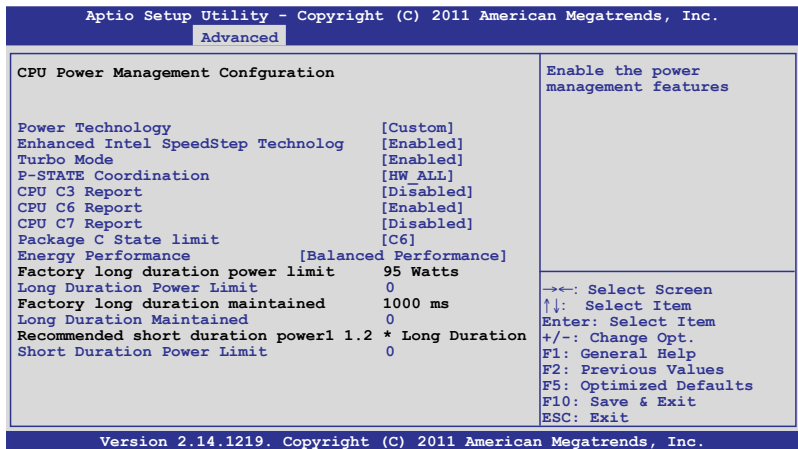 Aptio Setup Utility - Copyright (C) 2011 American Megatrends, Inc.
Advanced
CPU Power Management Confguration
Power Technology [Custom]
Enhanced Intel SpeedStep Technolog [Enabled]
Turbo Mode [Enabled]
P-STATE Coordination [HW_ALL]
CPU C3 Report [Disabled]
CPU C6 Report [Enabled]
CPU C7 Report [Disabled]
Package C State limit [C6]
Energy Performance [Balanced Performance]
Factory long duration power limit 95 Watts
Long Duration Power Limit 0
Factory long duration maintained 1000 ms
Long Duration Maintained 0
Recommended short duration power1 1.2 * Long Duration
Short Duration Power Limit 0
Enable the power
management features
→←: Select Screen
↑↓: Select Item
Enter: Select Item
+/-: Change Opt.
F1: General Help
F2: Previous Values
F5: Optimized Defaults
F10: Save & Exit
ESC: Exit
Version 2.14.1219. Copyright (C) 2011 American Megatrends, Inc.